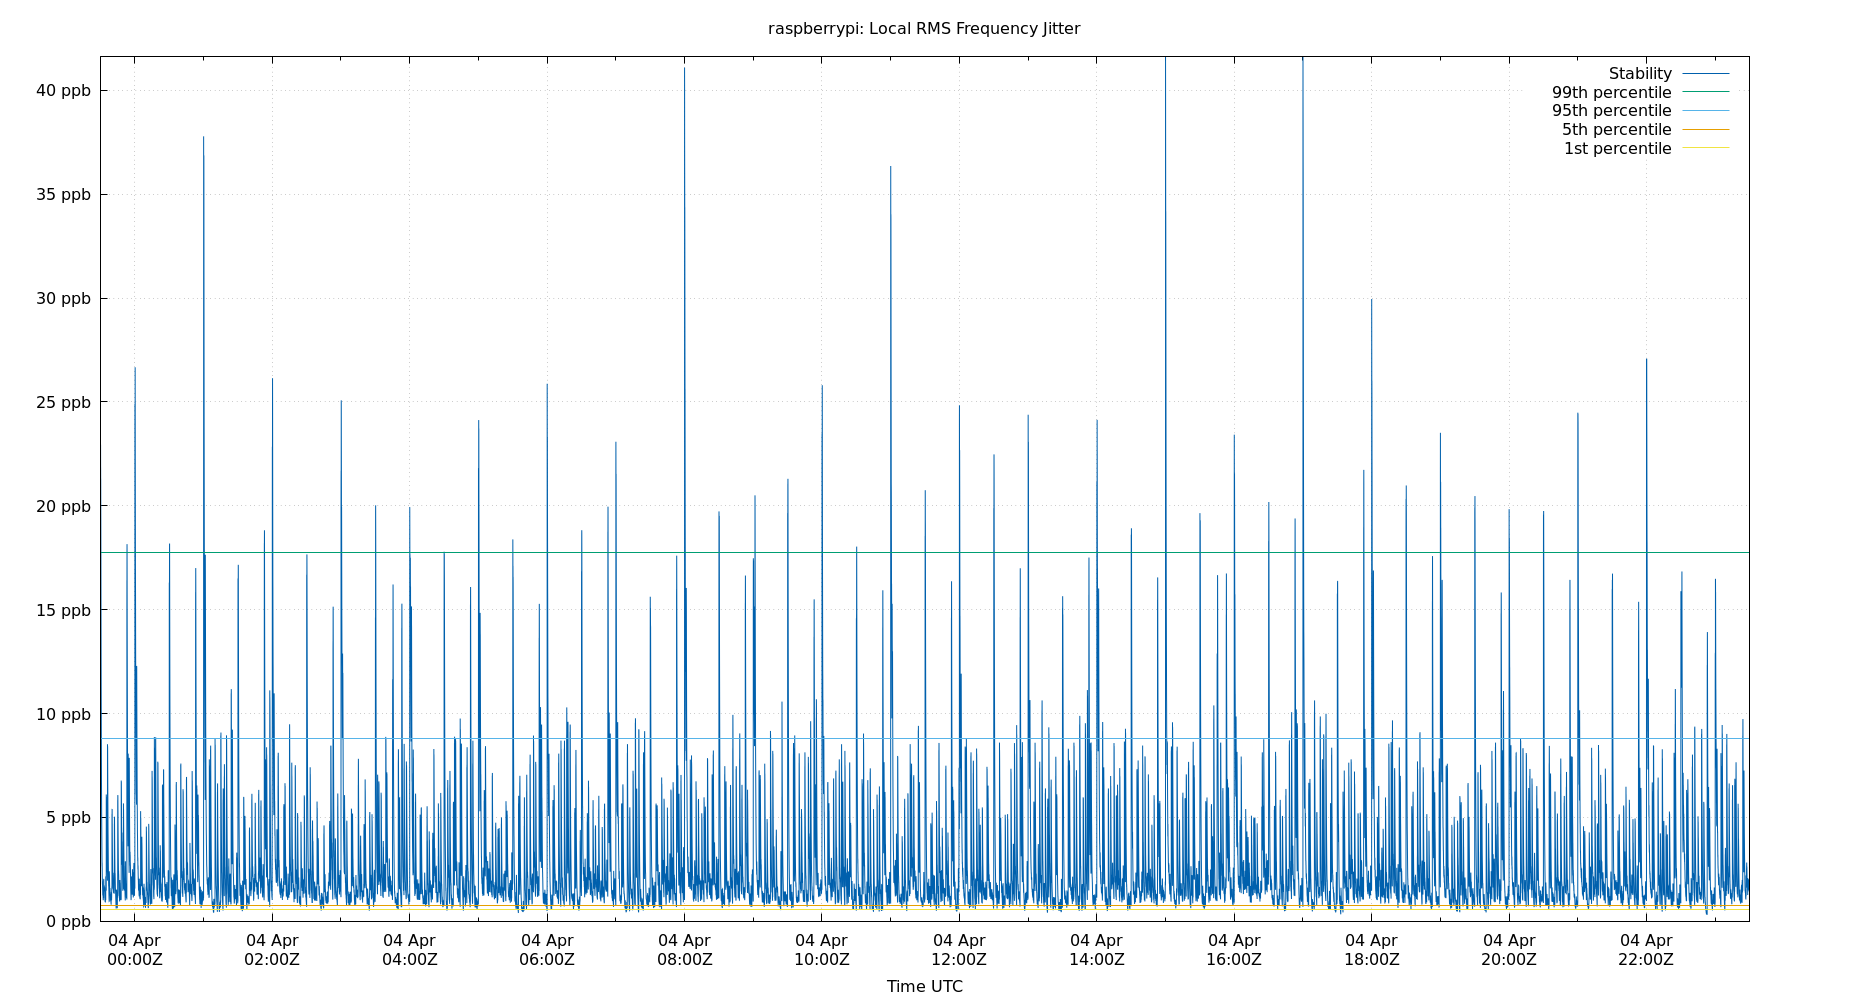 raspberrypi: Local RMS Frequency Jitter
Stability
99th percentile
95th percentile
5th percentile
1st percentile
40 ppb
35 ppb
30 ppb
25 ppb
20 ppb
15 ppb
10 ppb
5 ppb
0 ppb
04 Apr 04 Apr 04 Apr 04 Apr 04 Apr 04 Apr 04 Apr 04 Apr 04 Apr 04 Apr 04 Apr 04 Apr
00:00Z 02:00Z 04:00Z 06:00Z 08:00Z 10:00Z 12:00Z 14:00Z 16:00Z 18:00Z 20:00Z 22:00Z
Time UTC